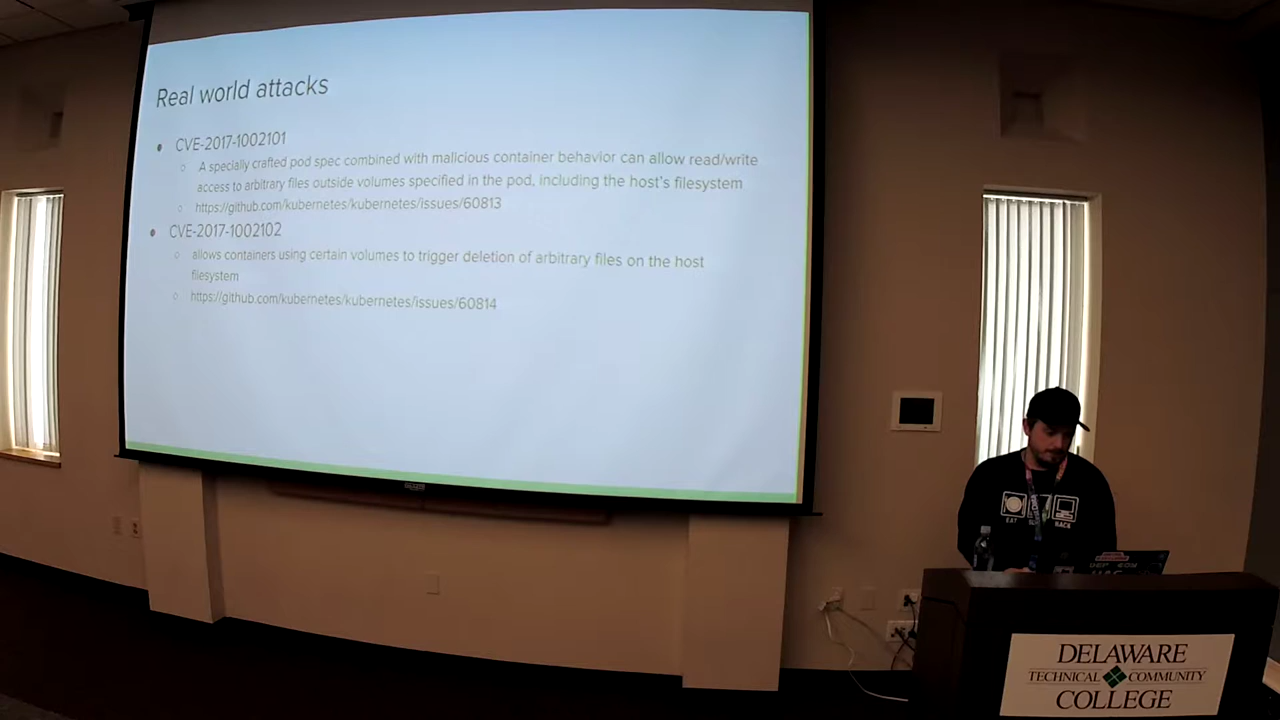 Real world attacks
CVE-2017-1002101
A specially crafted pod spec combined with malicious container behavior can allow read/write
access to arbitrary files outside volumes specified in the pod, including the host's filesystem
https://github.com/kubernetes/kubernetes/issues/60813
CVE-2017-1002102
allows containers using certain volumes to trigger deletion of arbitrary files on the host
filesystem
https://github.com/kubernetes/kubernetes/issues/60814
EAT
HACK
DELAWARE
TECHNICAL COMMUNITY
COLLEGE